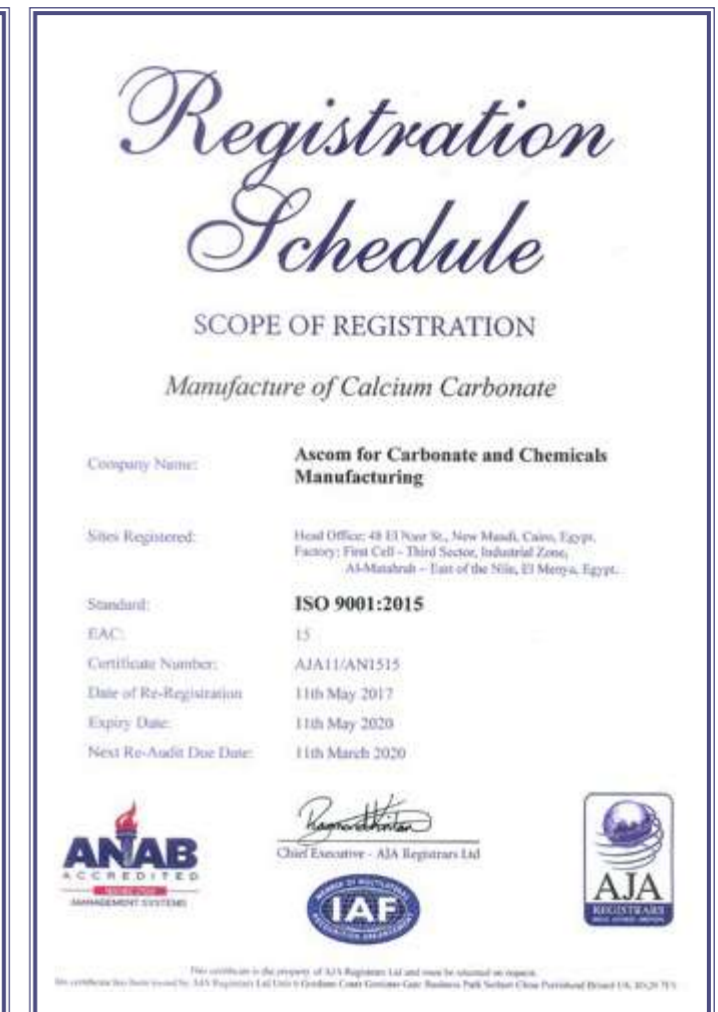 Registration
Schedule
SCOPE OF REGISTRATION
Manufacture of Calcium Carbonate
Company Name:
Ascom for Carbonate and Chemicals
Manufacturing
Sites Registered:
Head Office: 48 El Nasr St., New Maadi, Cairo, Egypt.
Factory: First Cell - Third Sector, Industrial Zone,
Al-Matahrah – East of the Nile, El Menya, Egypt.
Standard: ISO 9001:2015
EAC: 15
Certificate Number: AJA11/AN1515
Date of Re-Registration 11th May 2017
Expiry Date: 11th May 2020
Next Re-Audit Due Date: 11th March 2020
Chief Executive - AJA Registrars Ltd
ANAB
ACCREDITED
MANAGEMENT SYSTEMS
MEMBER OF MULTILATERAL
IAF
RECOGNITION ARRANGEMENT
AJA
REGISTRARS
This certificate is the property of AJA Registrars Ltd and must be returned on request.